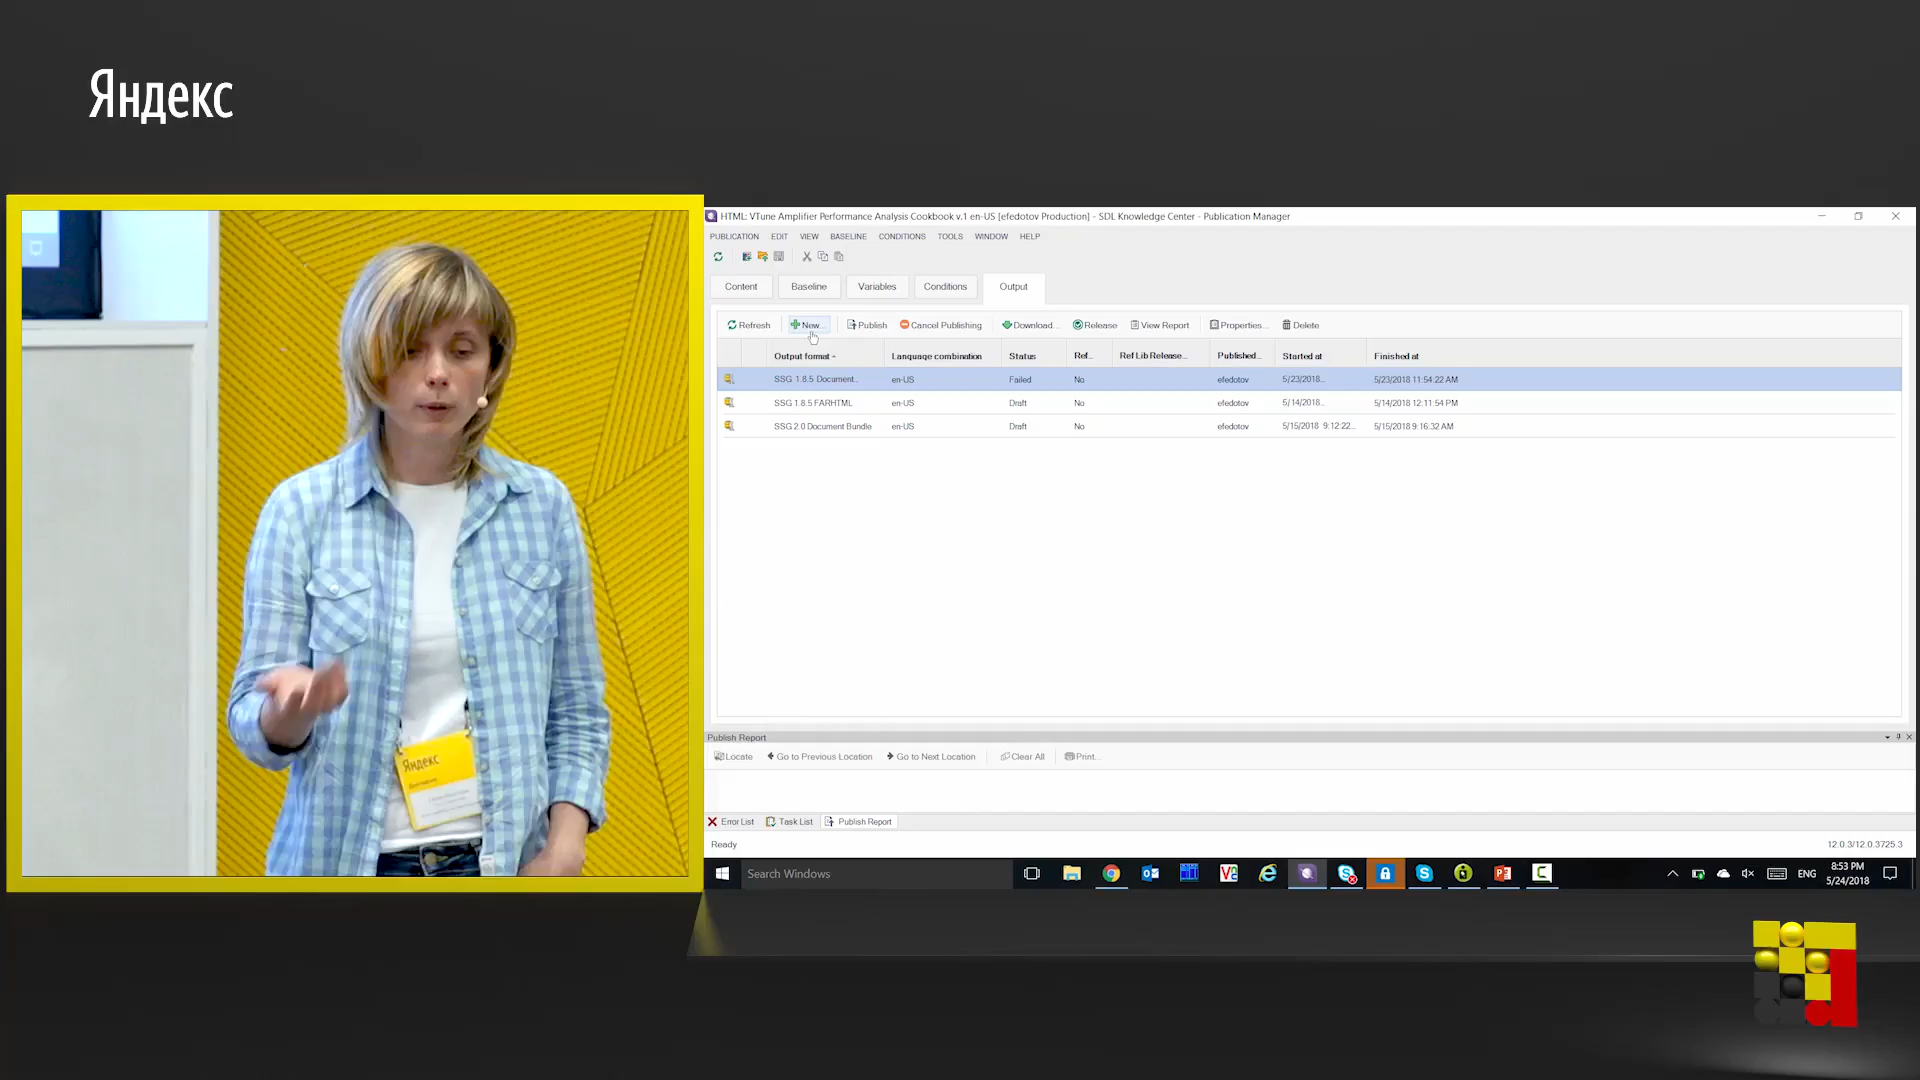 Яндекс
HTML: VTune Amplifier Performance Analysis Cookbook v.1 en-US [efedotov Production] - SDL Knowledge Center - Publication Manager
PUBLICATION EDIT VIEW BASELINE CONDITIONS TOOLS WINDOW HELP
Content Baseline Variables Conditions Output
Refresh New... Publish Cancel Publishing Download... Release View Report Properties... Delete
Output format Language combination Status Ref... Ref Lib Release... Published... Started at Finished at
SSG 1.8.5 Document... en-US Failed No efedotov 5/23/2018... 5/23/2018 11:54:22 AM
SSG 1.8.5 FARHTML en-US Draft No efedotov 5/14/2018... 5/14/2018 12:11:54 PM
SSG 2.0 Document Bundle en-US Draft No efedotov 5/15/2018 9:12:22... 5/15/2018 9:16:32 AM
Publish Report
Locate Go to Previous Location Go to Next Location Clear All Print...
Error List Task List Publish Report
Ready 12.0.3/12.0.3725.3
Search Windows ENG 8:53 PM
5/24/2018
Яндекс